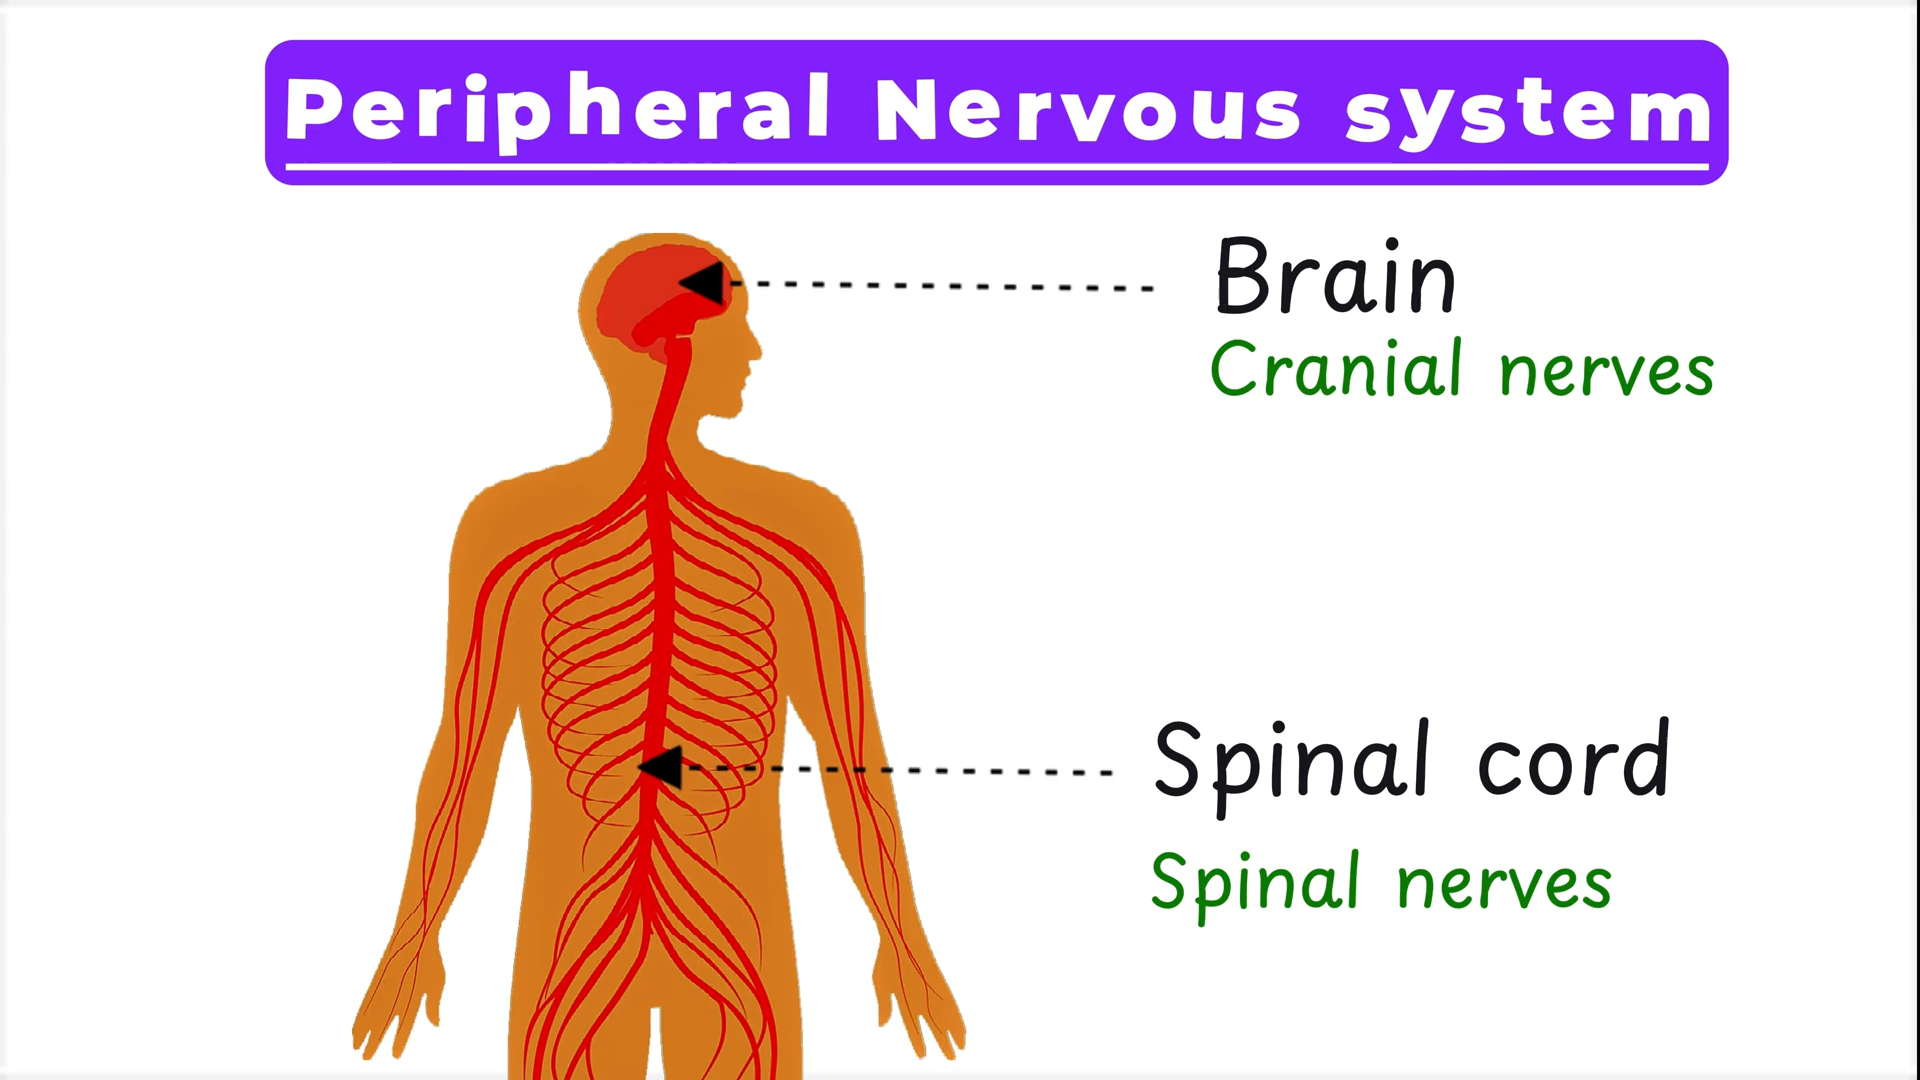 Peripheral Nervous system
Brain
Cranial nerves
Spinal cord
Spinal nerves